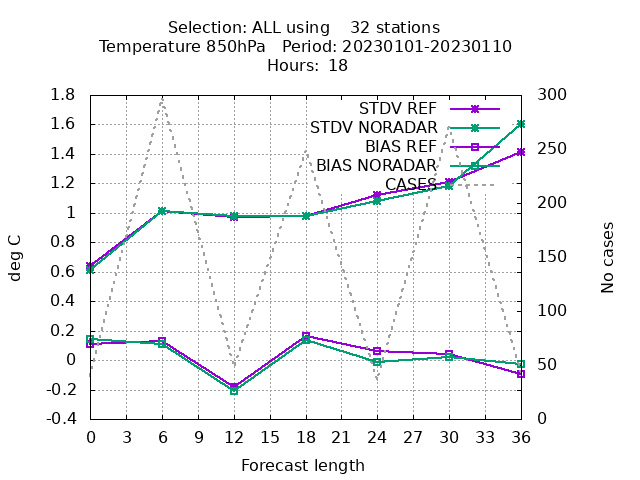 Selection: ALL using    32 stations
Temperature 850hPa   Period: 20230101-20230110
Hours:  18
STDV REF
STDV NORADAR
BIAS REF
BIAS NORADAR
CASES
deg C
1.8
1.6
1.4
1.2
1
0.8
0.6
0.4
0.2
0
-0.2
-0.4
300
250
200
150
100
50
0
No cases
0 3 6 9 12 15 18 21 24 27 30 33 36
Forecast length